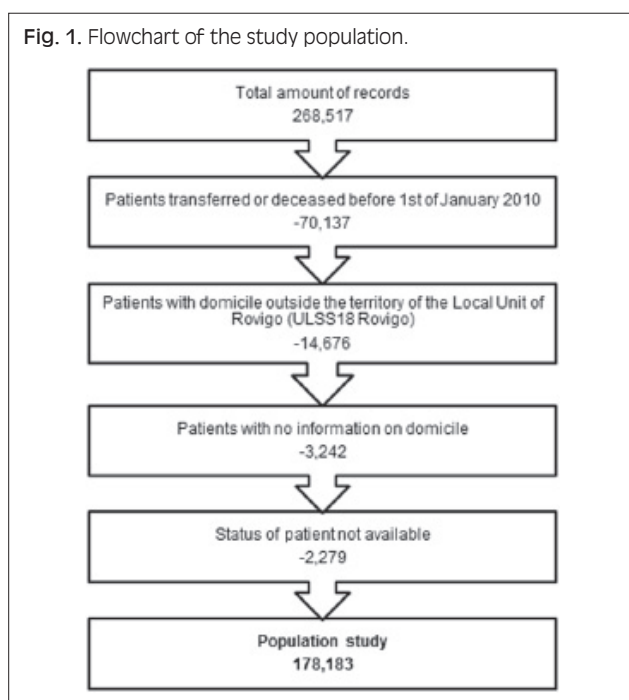 Fig. 1. Flowchart of the study population.
Total amount of records
268,517
Patients transferred or deceased before 1st of January 2010
-70,137
Patients with domicile outside the territory of the Local Unit of
Rovigo (ULSS18 Rovigo)
-14,676
Patients with no information on domicile
-3,242
Status of patient not available
-2,279
Population study
178,183